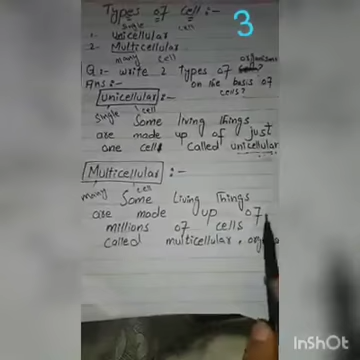 Types of cell :-
3
single cell
1. Unicellular
2. Multicellular
many cell
organisms
Q:- write 2 types of cell?
Ans :- on the basis of
cells?
Unicellular :-
single cell
Some living things
are made up of just
one cell called unicellular
Multicellular :-
many cell
Some Living Things
are made up of
millions of cells
called multicellular.
InShOt